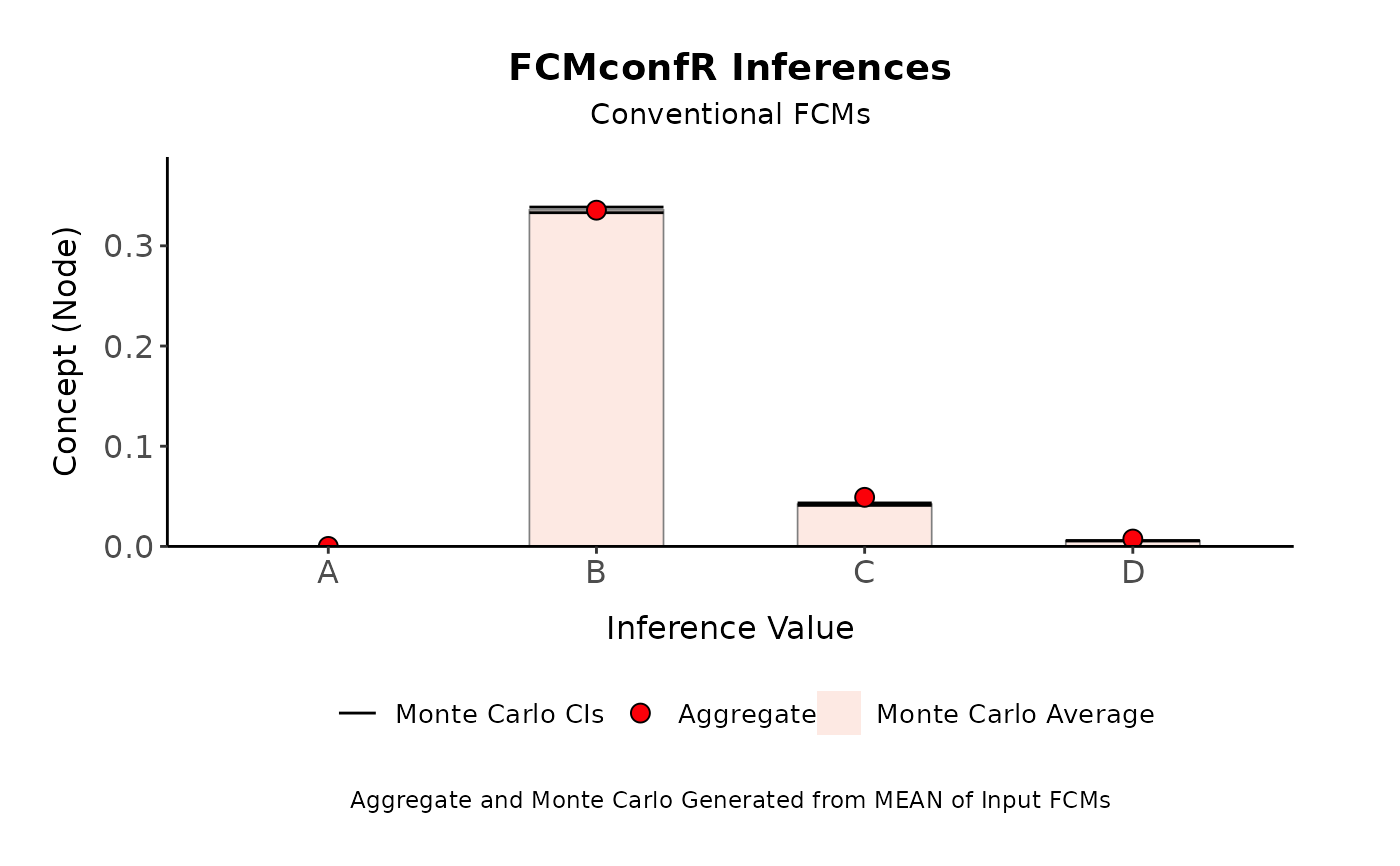 FCMconfR Inferences
Conventional FCMs
Concept (Node)
0.3
0.2
0.1
0.0
A B C D
Inference Value
Monte Carlo CIs Aggregate Monte Carlo Average
Aggregate and Monte Carlo Generated from MEAN of Input FCMs